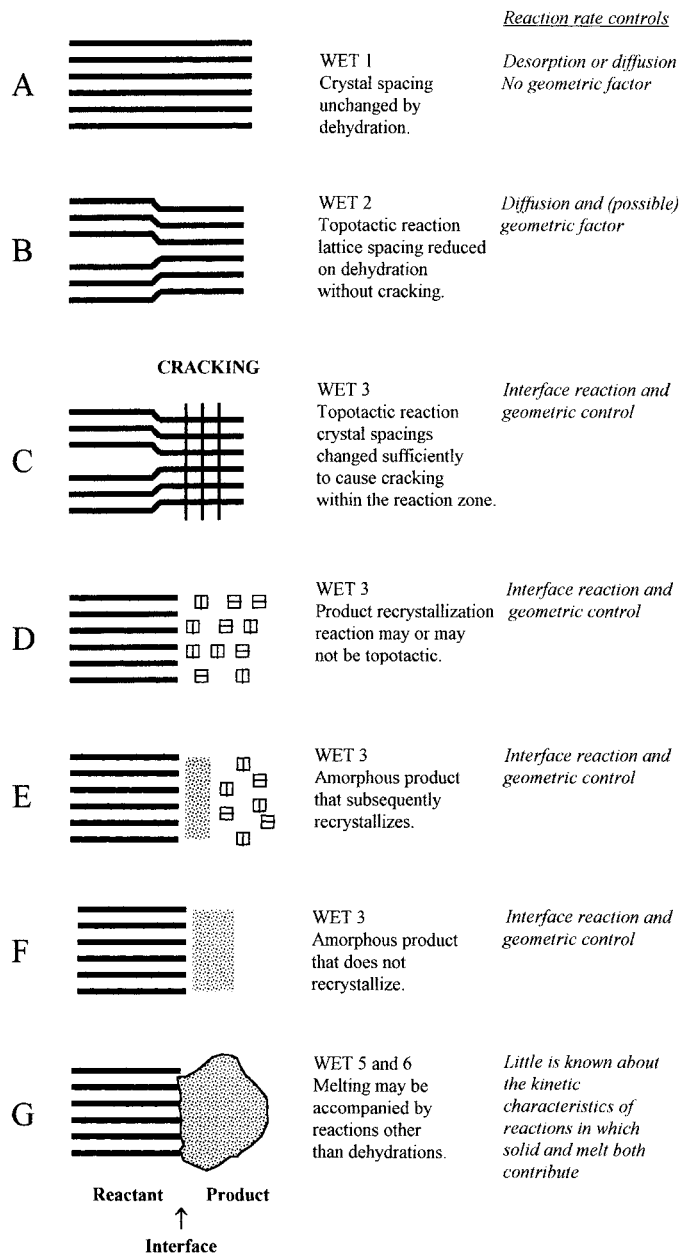 Reaction rate controls
A
WET 1
Crystal spacing
unchanged by
dehydration.
Desorption or diffusion
No geometric factor
B
WET 2
Topotactic reaction
lattice spacing reduced
on dehydration
without cracking.
Diffusion and (possible)
geometric factor
CRACKING
C
WET 3
Topotactic reaction
crystal spacings
changed sufficiently
to cause cracking
within the reaction zone.
Interface reaction and
geometric control
D
WET 3
Product recrystallization
reaction may or may
not be topotactic.
Interface reaction and
geometric control
E
WET 3
Amorphous product
that subsequently
recrystallizes.
Interface reaction and
geometric control
F
WET 3
Amorphous product
that does not
recrystallize.
Interface reaction and
geometric control
G
WET 5 and 6
Melting may be
accompanied by
reactions other
than dehydrations.
Little is known about
the kinetic
characteristics of
reactions in which
solid and melt both
contribute
Reactant Product
↑
Interface